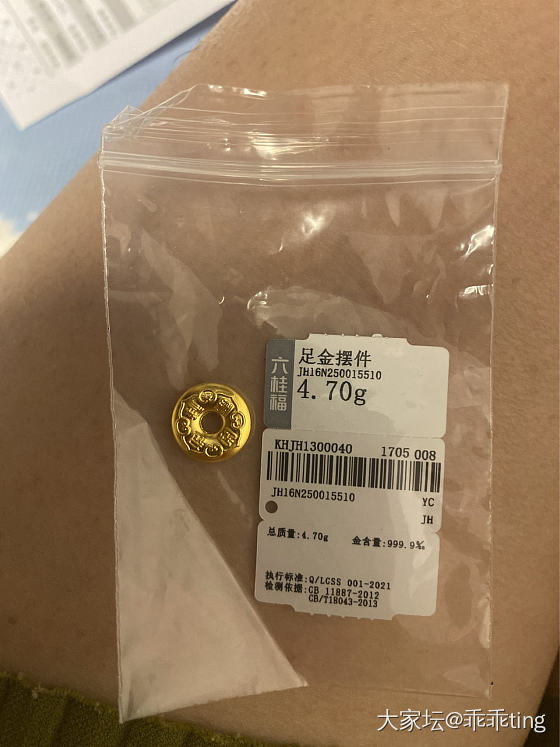 六桂福
足金摆件
JH16N250015510
4.70g
KHJH1300040 1705 008
JH16N250015510 YC
JH
总质量:4.70g 金含量:999.9‰
执行标准:Q/LGSS 001-2021
检测依据:GB 11887-2012
GB/T18043-2013
大家坛@乖乖ting